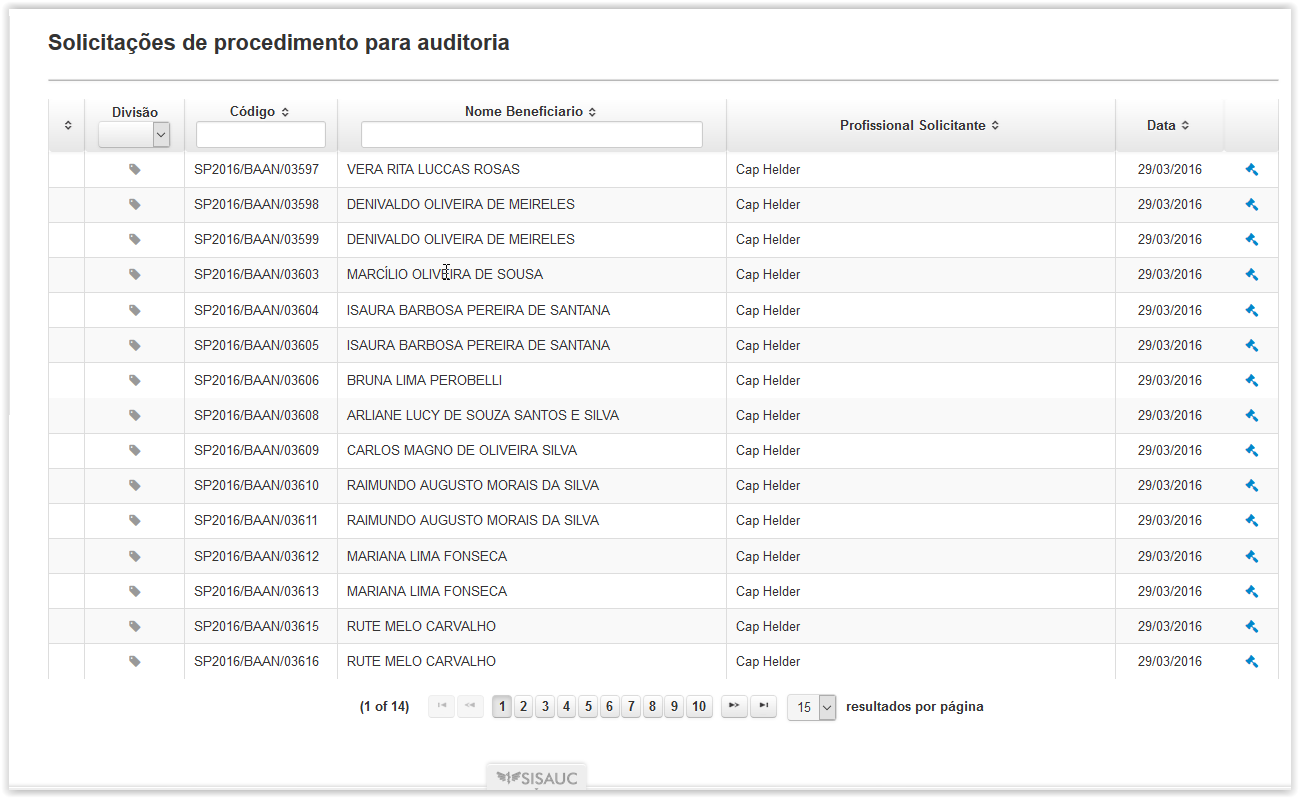 Solicitações de procedimento para auditoria
Divisão Código Nome Beneficiario Profissional Solicitante Data
SP2016/BAAN/03597 VERA RITA LUCCAS ROSAS Cap Helder 29/03/2016
SP2016/BAAN/03598 DENIVALDO OLIVEIRA DE MEIRELES Cap Helder 29/03/2016
SP2016/BAAN/03599 DENIVALDO OLIVEIRA DE MEIRELES Cap Helder 29/03/2016
SP2016/BAAN/03603 MARCÍLIO OLIVEIRA DE SOUSA Cap Helder 29/03/2016
SP2016/BAAN/03604 ISAURA BARBOSA PEREIRA DE SANTANA Cap Helder 29/03/2016
SP2016/BAAN/03605 ISAURA BARBOSA PEREIRA DE SANTANA Cap Helder 29/03/2016
SP2016/BAAN/03606 BRUNA LIMA PEROBELLI Cap Helder 29/03/2016
SP2016/BAAN/03608 ARLIANE LUCY DE SOUZA SANTOS E SILVA Cap Helder 29/03/2016
SP2016/BAAN/03609 CARLOS MAGNO DE OLIVEIRA SILVA Cap Helder 29/03/2016
SP2016/BAAN/03610 RAIMUNDO AUGUSTO MORAIS DA SILVA Cap Helder 29/03/2016
SP2016/BAAN/03611 RAIMUNDO AUGUSTO MORAIS DA SILVA Cap Helder 29/03/2016
SP2016/BAAN/03612 MARIANA LIMA FONSECA Cap Helder 29/03/2016
SP2016/BAAN/03613 MARIANA LIMA FONSECA Cap Helder 29/03/2016
SP2016/BAAN/03615 RUTE MELO CARVALHO Cap Helder 29/03/2016
SP2016/BAAN/03616 RUTE MELO CARVALHO Cap Helder 29/03/2016
(1 of 14) 1 2 3 4 5 6 7 8 9 10 15 resultados por página
SISAUC